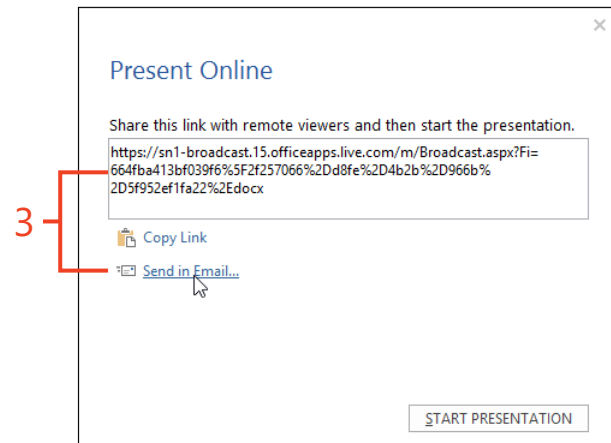 Present Online
Share this link with remote viewers and then start the presentation.
https://sn1-broadcast.15.officeapps.live.com/m/Broadcast.aspx?Fi=
664fba413bf039f6%5F2f257066%2Dd8fe%2D4b2b%2D966b%
2D5f952ef1fa22%2Edocx
3
Copy Link
Send in Email...
START PRESENTATION